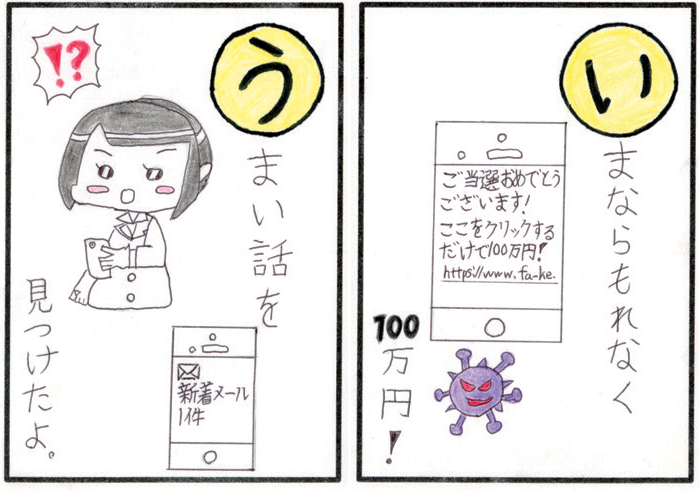 い
まならもれなく
100万円!
ご当選おめでとう
ございます!
ここをクリックする
だけで100万円!
https://www.fa-ke.
う
まい話を
見つけたよ。
!?
新着メール
1件